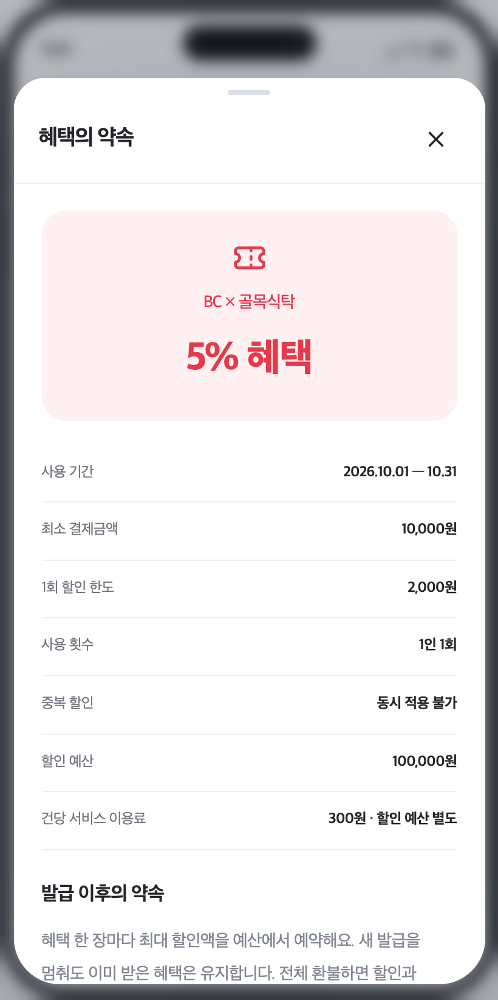 혜택의 약속
BC × 골목식탁
5% 혜택
사용 기간
2026.10.01 — 10.31
최소 결제금액
10,000원
1회 할인 한도
2,000원
사용 횟수
1인 1회
중복 할인
동시 적용 불가
할인 예산
100,000원
건당 서비스 이용료
300원 · 할인 예산 별도
발급 이후의 약속
혜택 한 장마다 최대 할인액을 예산에서 예약해요. 새 발급을
멈춰도 이미 받은 혜택은 유지합니다. 전체 환불하면 할인과